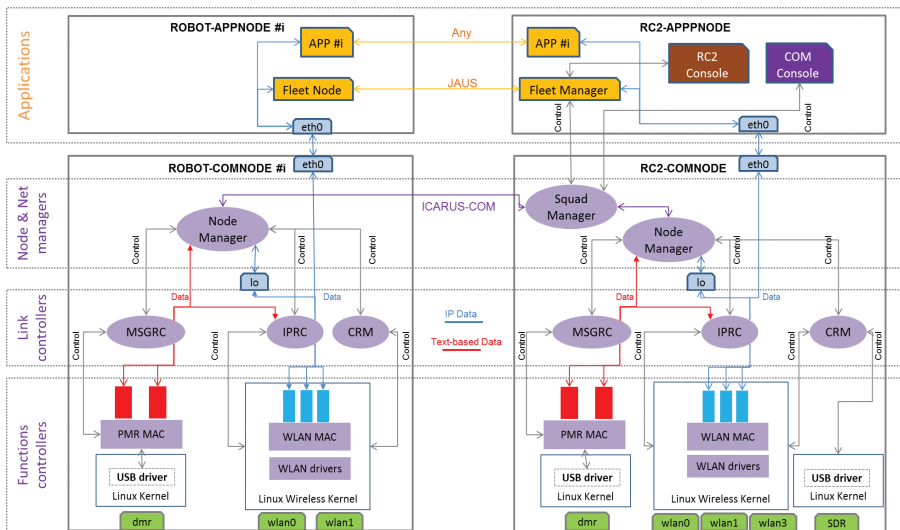 ROBOT-APPNODE #i
RC2-APPPNODE
Applications
APP #i
Any
APP #i
RC2
Console
COM
Console
Fleet Node
JAUS
Fleet Manager
Control
Control
eth0
eth0
eth0
eth0
ROBOT-COMNODE #i
RC2-COMNODE
Node & Net
managers
Node
Manager
ICARUS-COM
Squad
Manager
Node
Manager
Control
Control
Control
Control
Control
lo
lo
Data
Data
Data
Data
Link
controllers
MSGRC
IPRC
CRM
IP Data
Text-based Data
MSGRC
IPRC
CRM
Control
Control
Control
Control
Control
Control
Functions
controllers
PMR MAC
WLAN MAC
WLAN drivers
PMR MAC
WLAN MAC
WLAN drivers
USB driver
Linux Kernel
Linux Wireless Kernel
USB driver
Linux Kernel
Linux Wireless Kernel
USB driver
Linux Kernel
dmr
wlan0
wlan1
dmr
wlan0
wlan1
wlan3
SDR